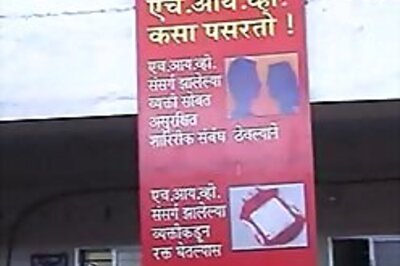 एच.आय.व्ही.
कसा पसरतो !
एच.आय.व्ही.
संसर्ग झालेल्या
व्यक्ती सोबत
असुरक्षित
शारिरीक संबंध ठेवल्याने
एच.आय.व्ही.
संसर्ग झालेल्या
व्यक्तीकडून
रक्त घेतल्यास